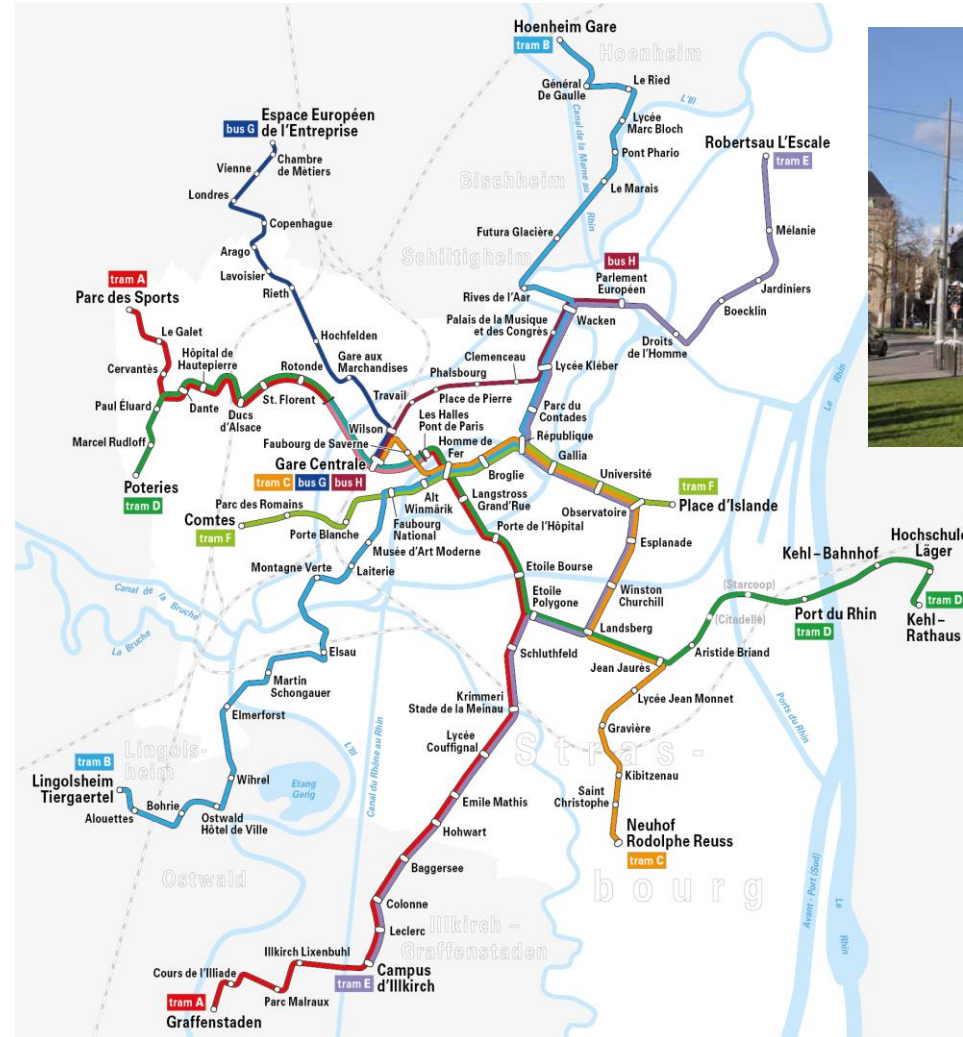 Hoenheim Gare
tram B
Hoenheim
Général
De Gaulle
Le Ried
L'Ill
Lycée
Marc Bloch
Canal de la Marne au
Rhin
Pont Phario
Bischheim
Le Marais
Schiltigheim
Futura Glacière
Rives de l'Aar
Espace Européen
de l'Entreprise
bus G
Chambre
de Mètiers
Vienne
Londres
Copenhague
Arago
Lavoisier
Rieth
Hochfelden
Gare aux
Marchandises
Travail
Wilson
Robertsau L'Escale
tram E
Mélanie
Jardiniers
Boecklin
Droits
de l'Homme
bus H
Parlement
Européen
Wacken
Palais de la Musique
et des Congrès
Clemenceau
Phalsbourg
Place de Pierre
Lycée Kléber
Parc du
Contades
République
tram A
Parc des Sports
Le Galet
Cervantès
Hôpital de
Hautepierre
Dante
Ducs
d'Alsace
St. Florent
Rotonde
Paul Éluard
Marcel Rudloff
Poteries
tram D
Les Halles
Pont de Paris
Faubourg de Saverne
Homme de
Fer
Gare Centrale
tram C
bus G
bus H
Broglie
Gallia
Université
Observatoire
tram F
Place d'Islande
Parc des Romains
Comtes
tram F
Porte Blanche
Alt
Winmärik
Faubourg
National
Langstross
Grand'Rue
Porte de l'Hôpital
Musée d'Art Moderne
Laiterie
Montagne Verte
Etoile Bourse
Etoile
Polygone
Esplanade
Winston
Churchill
Landsberg
Jean Jaurès
Aristide Briand
(Citadelle)
(Starcoop)
Port du Rhin
tram D
Kehl – Bahnhof
Hochschule
Läger
tram D
Kehl –
Rathaus
Le
Rhin
Canal de la Bruche
La Bruche
Elsau
Martin
Schongauer
Elmerforst
Wihrel
Ostwald
Hôtel de Ville
Bohrie
Alouettes
tram B
Lingolsheim
Tiergaertel
Lingols-
heim
L'Ill
Etang
Gerig
Canal du Rhône au Rhin
Ostwald
Schluthfeld
Krimmeri
Stade de la Meinau
Lycée
Couffignal
Emile Mathis
Hohwart
Baggersee
Colonne
Leclerc
Campus
d'Illkirch
tram E
Illkirch –
Graffenstaden
Illkirch Lixenbuhl
Parc Malraux
Cours de l'Illiade
tram A
Graffenstaden
Lycée Jean Monnet
Gravière
Kibitzenau
Saint
Christophe
Neuhof
Rodolphe Reuss
tram C
Stras-
bourg
Ports du Rhin
Avant - Port (Sud)
Le
Rhin